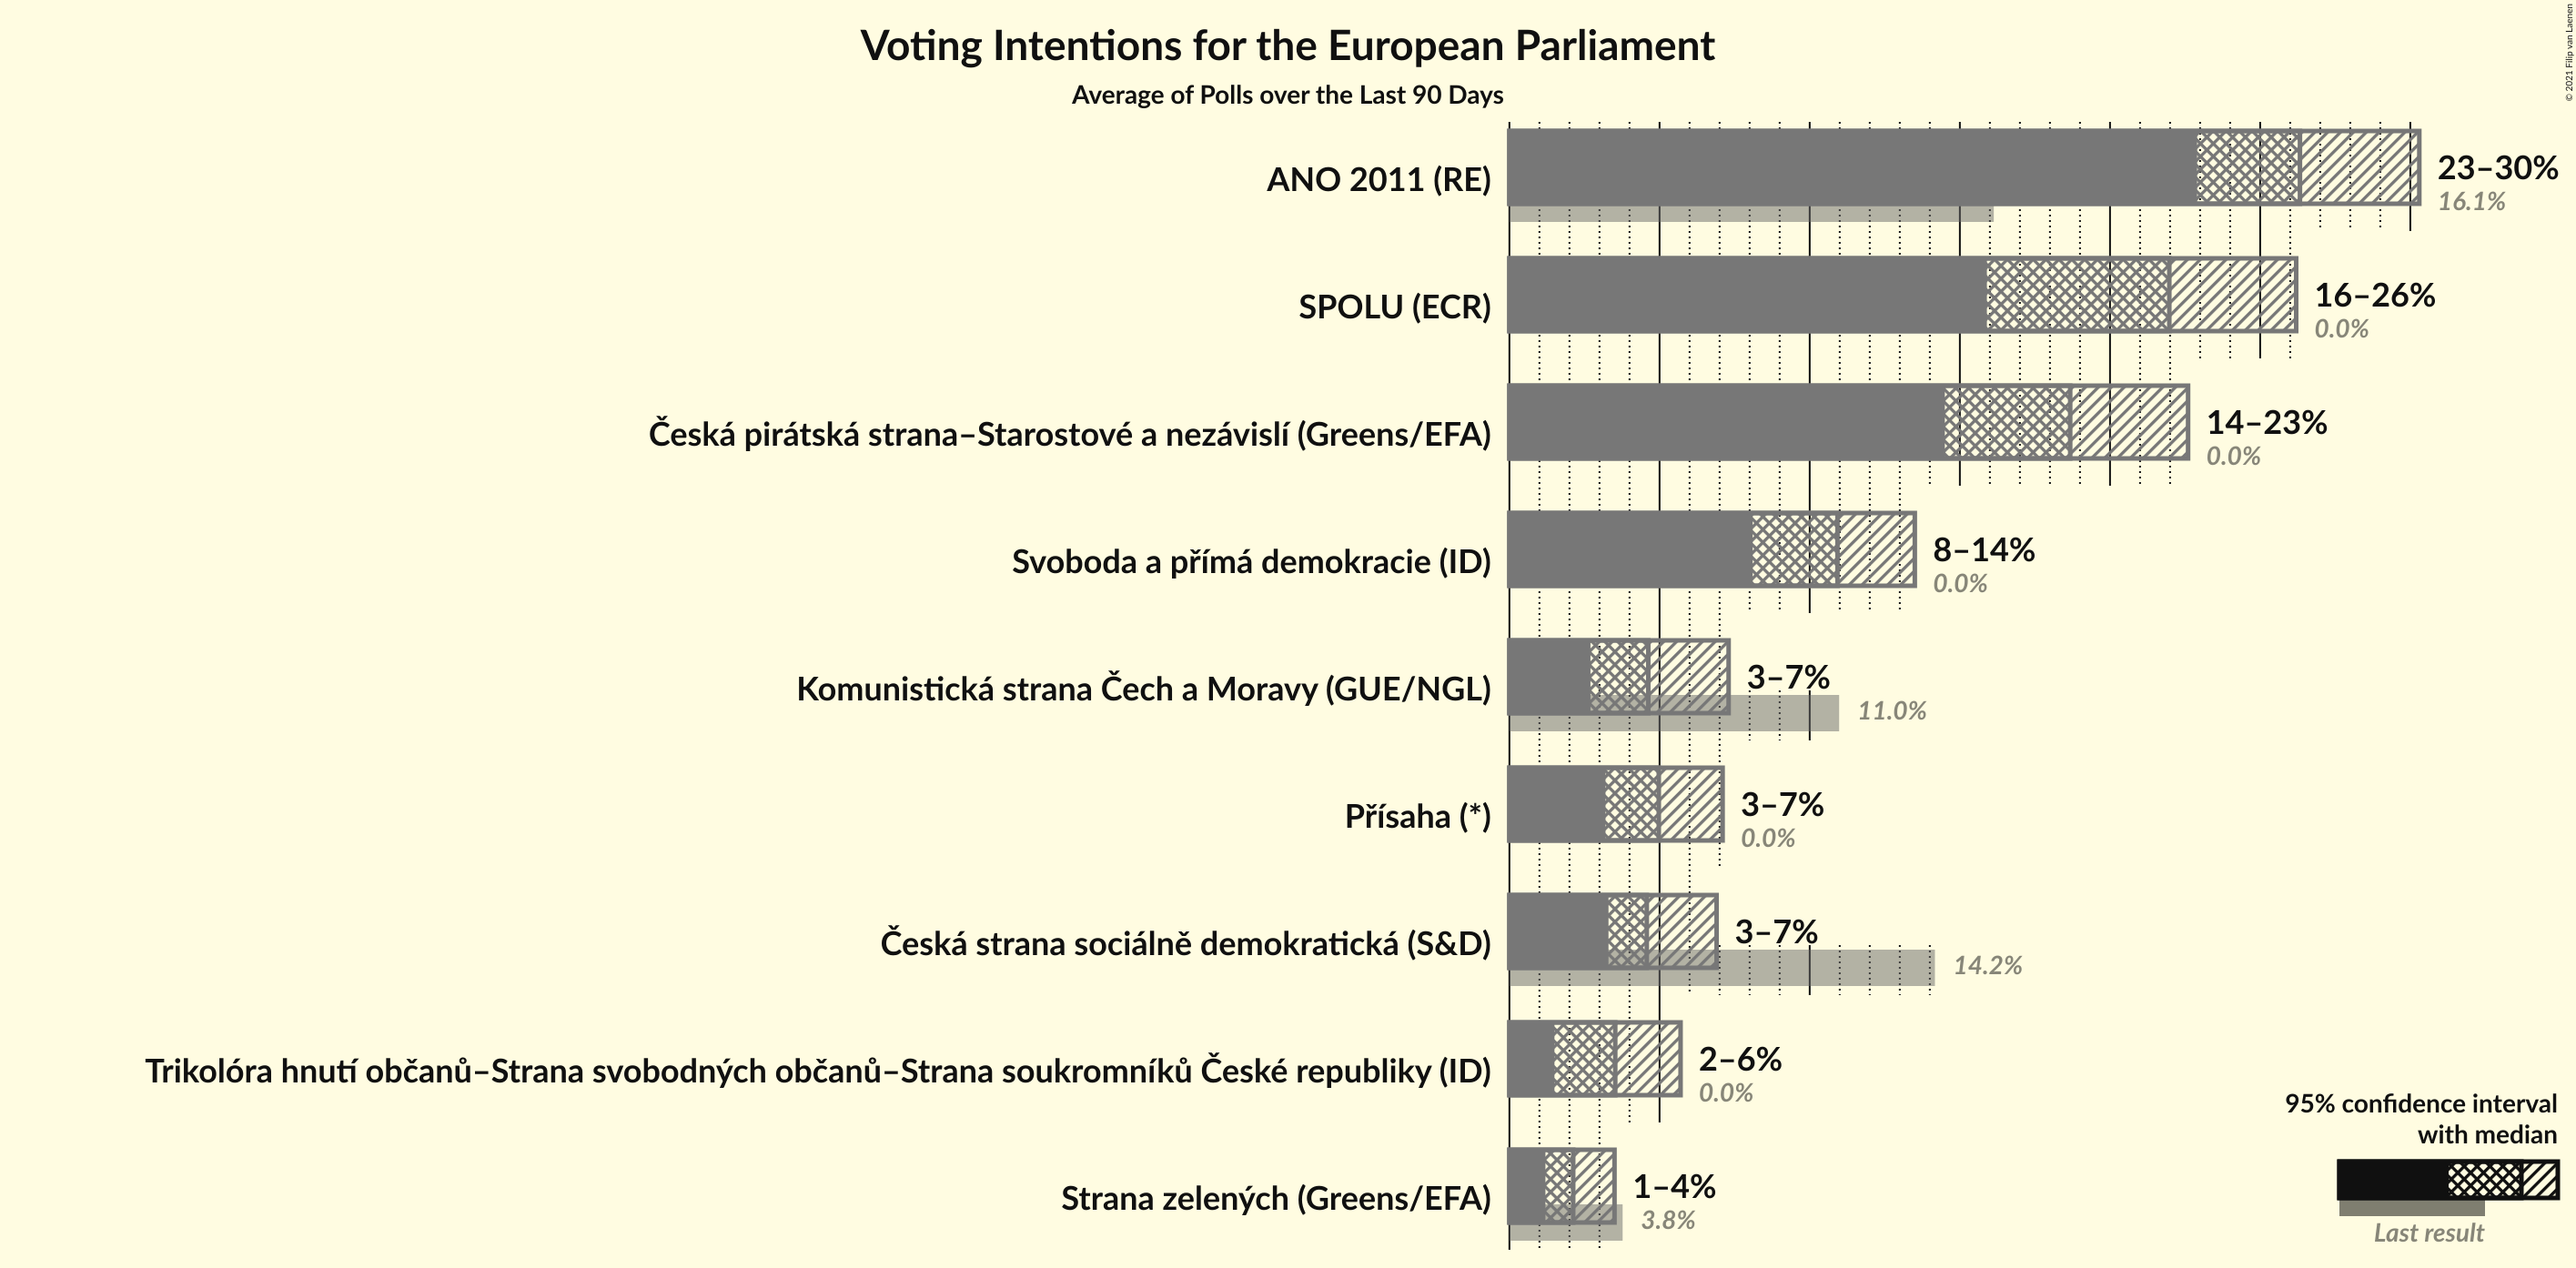 Voting Intentions for the European Parliament
Average of Polls over the Last 90 Days
© 2021 Filip van Laenen
ANO 2011 (RE)
23–30%
16.1%
SPOLU (ECR)
16–26%
0.0%
Česká pirátská strana–Starostové a nezávislí (Greens/EFA)
14–23%
0.0%
Svoboda a přímá demokracie (ID)
8–14%
0.0%
Komunistická strana Čech a Moravy (GUE/NGL)
3–7%
11.0%
Přísaha (*)
3–7%
0.0%
Česká strana sociálně demokratická (S&D)
3–7%
14.2%
Trikolóra hnutí občanů–Strana svobodných občanů–Strana soukromníků České republiky (ID)
2–6%
0.0%
Strana zelených (Greens/EFA)
1–4%
3.8%
95% confidence interval
with median
Last result